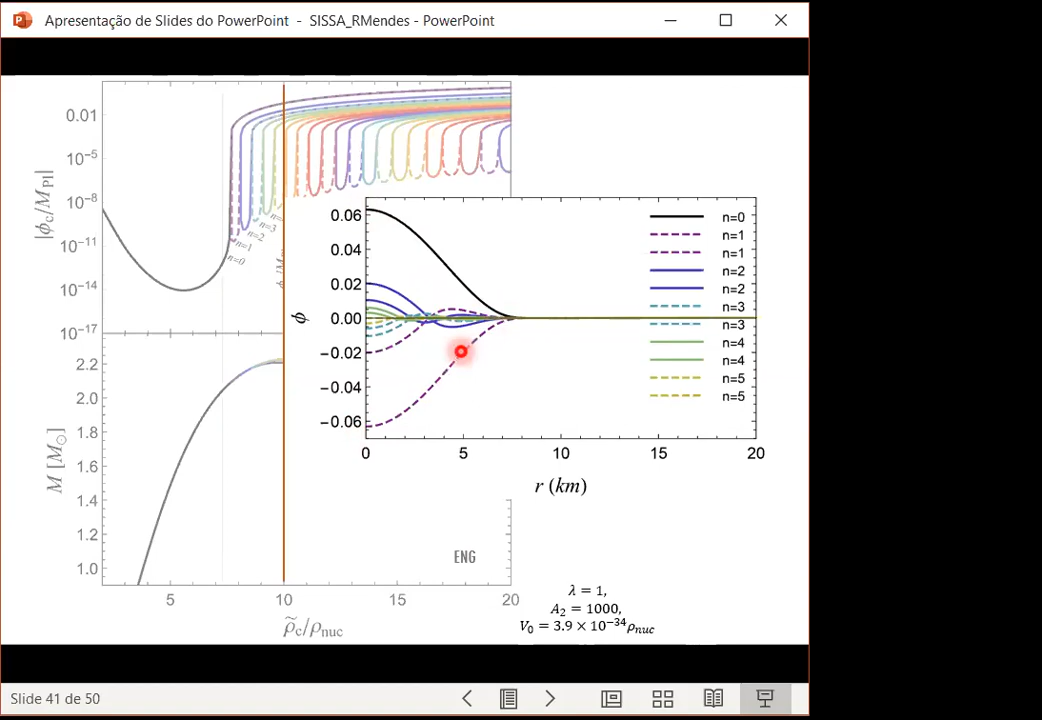 Apresentação de Slides do PowerPoint - SISSA_RMendes - PowerPoint
0.01
10⁻⁵
10⁻⁸
10⁻¹¹
10⁻¹⁴
10⁻¹⁷
|ϕc/MPl|
n=3
n=2
n=1
n=0
0.06
0.04
0.02
0.00
−0.02
−0.04
−0.06
ϕ
n=0
n=1
n=1
n=2
n=2
n=3
n=3
n=4
n=4
n=5
n=5
0 5 10 15 20
r (km)
2.2
2.0
1.8
1.6
1.4
1.2
1.0
M [M⊙]
ENG
5 10 15 20
ρ̃c/ρnuc
λ = 1,
A₂ = 1000,
V₀ = 3.9 × 10⁻³⁴ρnuc
Slide 41 de 50